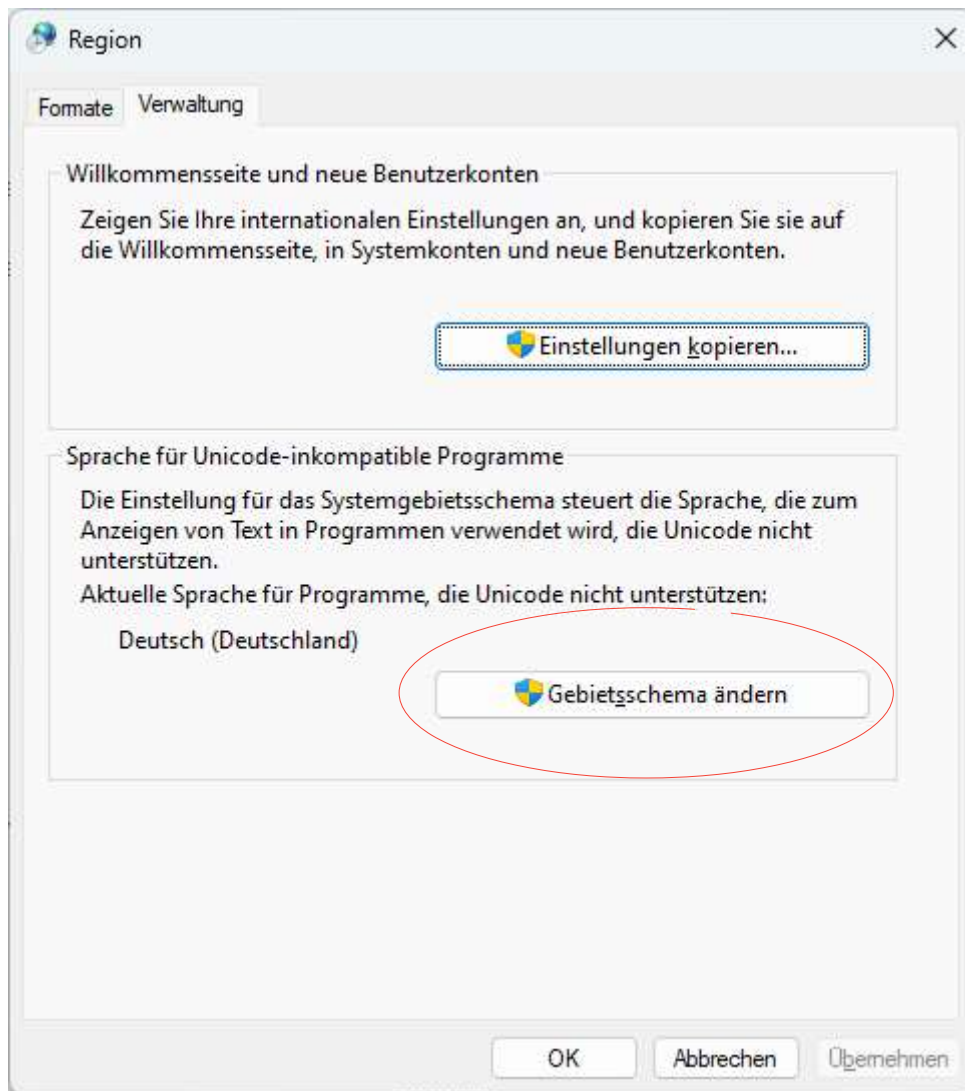 Region
Formate
Verwaltung
Willkommensseite und neue Benutzerkonten
Zeigen Sie Ihre internationalen Einstellungen an, und kopieren Sie sie auf
die Willkommensseite, in Systemkonten und neue Benutzerkonten.
Einstellungen kopieren...
Sprache für Unicode-inkompatible Programme
Die Einstellung für das Systemgebietsschema steuert die Sprache, die zum
Anzeigen von Text in Programmen verwendet wird, die Unicode nicht
unterstützen.
Aktuelle Sprache für Programme, die Unicode nicht unterstützen:
Deutsch (Deutschland)
Gebietsschema ändern
OK
Abbrechen
Übernehmen